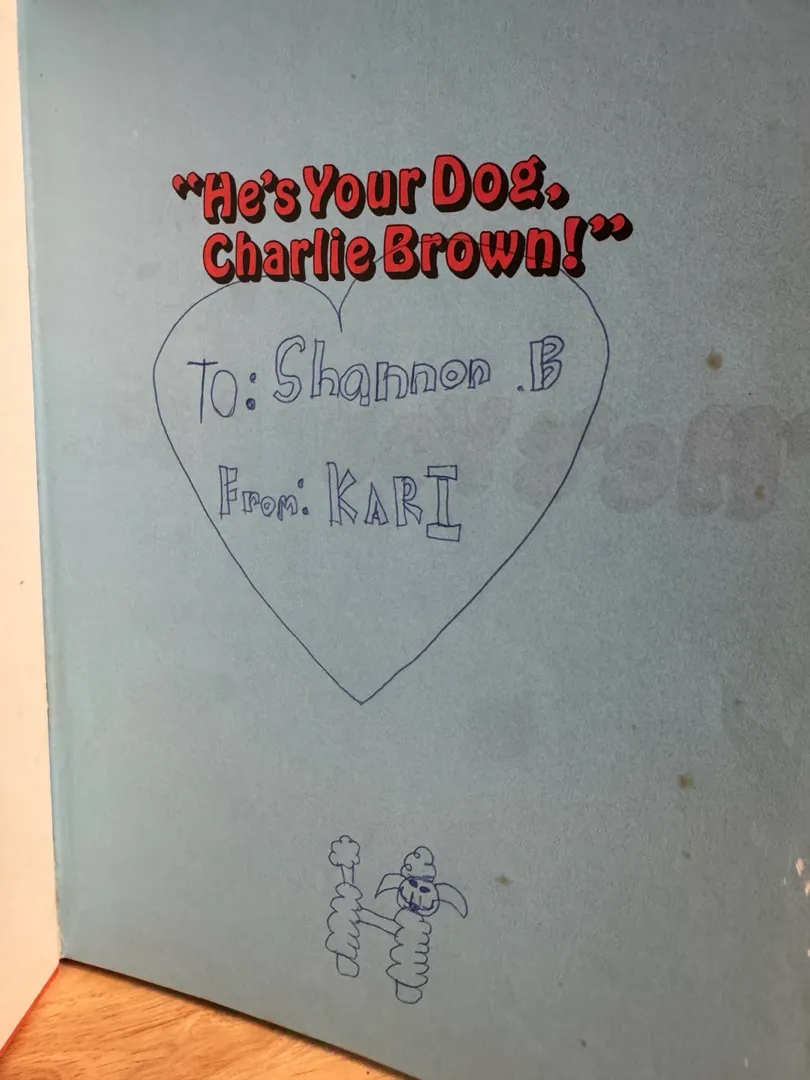 “He's Your Dog,
Charlie Brown!”
To: Shannon .B
From: KARI